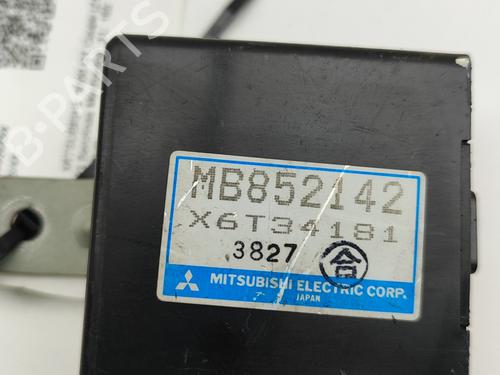 MB852142
X6T34181
3827 合
MITSUBISHI ELECTRIC CORP.
JAPAN
B-PARTS